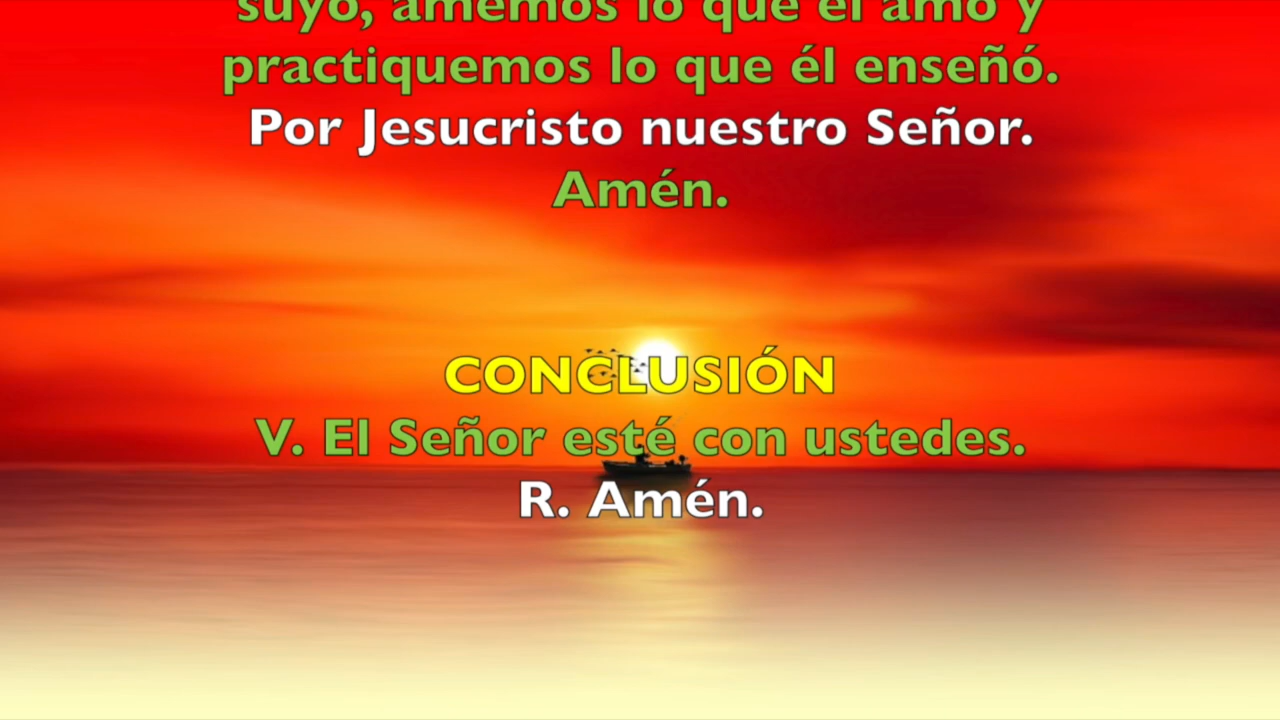 suyo, amemos lo que él amó y
practiquemos lo que él enseñó.
Por Jesucristo nuestro Señor.
Amén.
CONCLUSIÓN
V. El Señor esté con ustedes.
R. Amén.